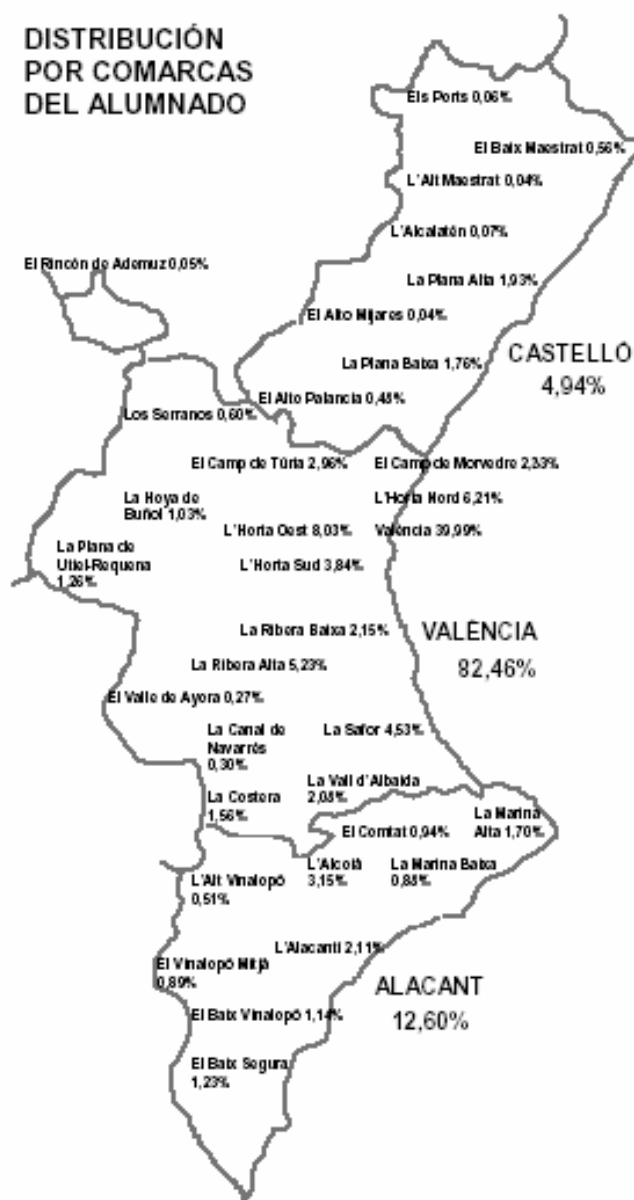 DISTRIBUCIÓN
POR COMARCAS
DEL ALUMNADO
Els Ports 0,06%
El Baix Maestrat 0,56%
L'Alt Maestrat 0,04%
L'Alcalatén 0,07%
El Rincón de Ademuz 0,05%
La Plana Alta 1,93%
El Alto Mijares 0,04%
La Plana Baixa 1,76%
CASTELLÓ
4,94%
El Alto Palancia 0,48%
Los Serranos 0,60%
El Camp de Túria 2,96%
El Camp de Morvedre 2,33%
La Hoya de
Buñol 1,03%
L'Horta Nord 6,21%
L'Horta Oest 8,03%
València 39,99%
La Plana de
Utiel-Requena
1,26%
L'Horta Sud 3,84%
La Ribera Baixa 2,15%
VALÈNCIA
82,46%
La Ribera Alta 5,23%
El Valle de Ayora 0,27%
La Canal de
Navarrés
0,30%
La Safor 4,53%
La Vall d'Albaida
2,08%
La Costera
1,56%
El Comtat 0,94%
La Marina
Alta 1,70%
L'Alcoià
3,15%
La Marina Baixa
0,88%
L'Alt Vinalopó
0,51%
L'Alacantí 2,11%
El Vinalopó Mitjà
0,89%
ALACANT
12,60%
El Baix Vinalopó 1,14%
El Baix Segura
1,23%